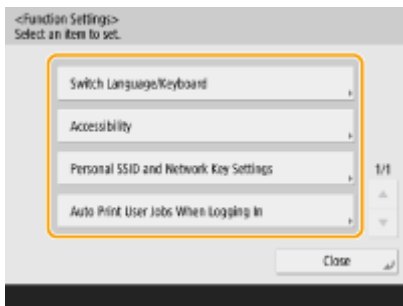 <Function Settings>
Select an item to set.
Switch Language/Keyboard
Accessibility
Personal SSID and Network Key Settings
1/1
Auto Print User Jobs When Logging In
Close